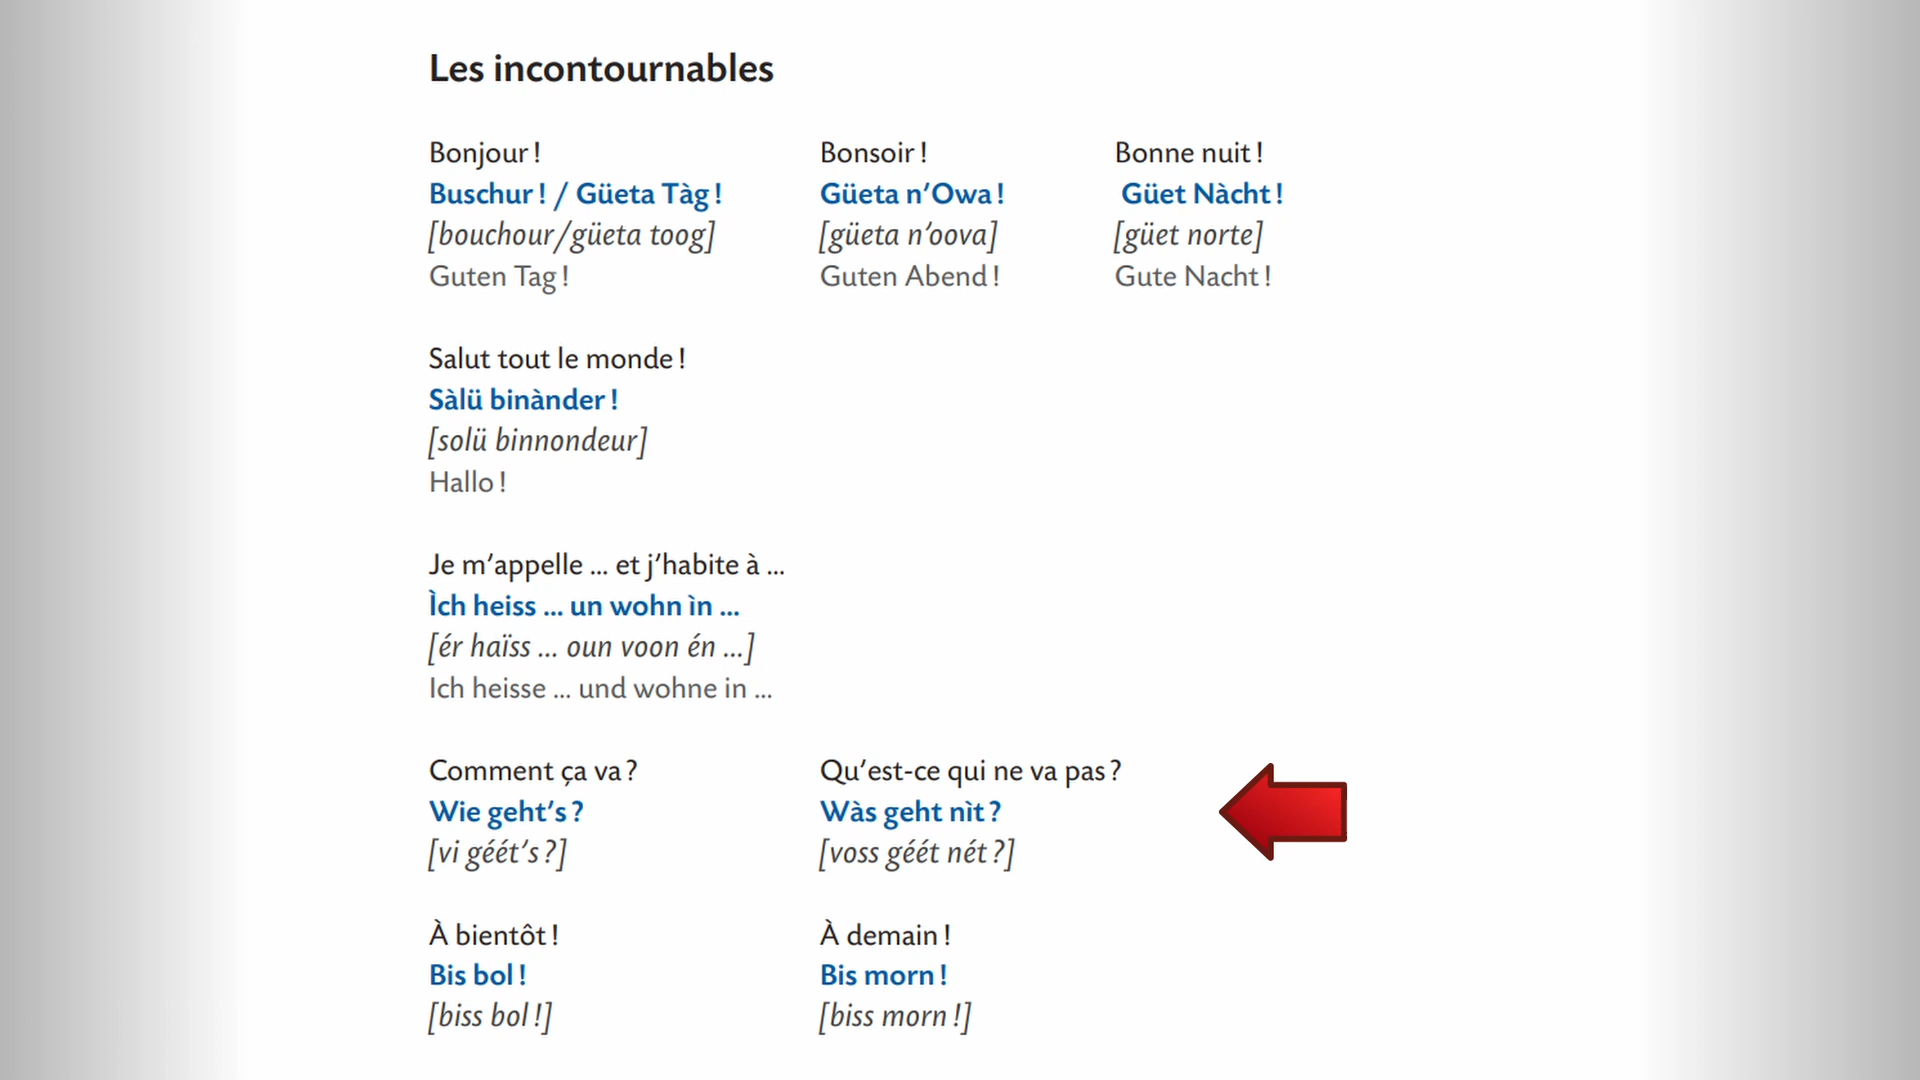 Les incontournables
Bonjour !
Buschur ! / Güeta Tàg !
[bouchour/güeta toog]
Guten Tag !
Bonsoir !
Güeta n’Owa !
[güeta n’oova]
Guten Abend !
Bonne nuit !
Güet Nàcht !
[güet norte]
Gute Nacht !
Salut tout le monde !
Sàlü binànder !
[solü binnondeur]
Hallo !
Je m’appelle ... et j’habite à ...
Ìch heiss ... un wohn ìn ...
[ér haïss ... oun voon én ...]
Ich heisse ... und wohne in ...
Comment ça va ?
Wie geht’s ?
[vi géét’s ?]
Qu’est-ce qui ne va pas ?
Wàs geht nìt ?
[voss géét nét ?]
À bientôt !
Bis bol !
[biss bol !]
À demain !
Bis morn !
[biss morn !]